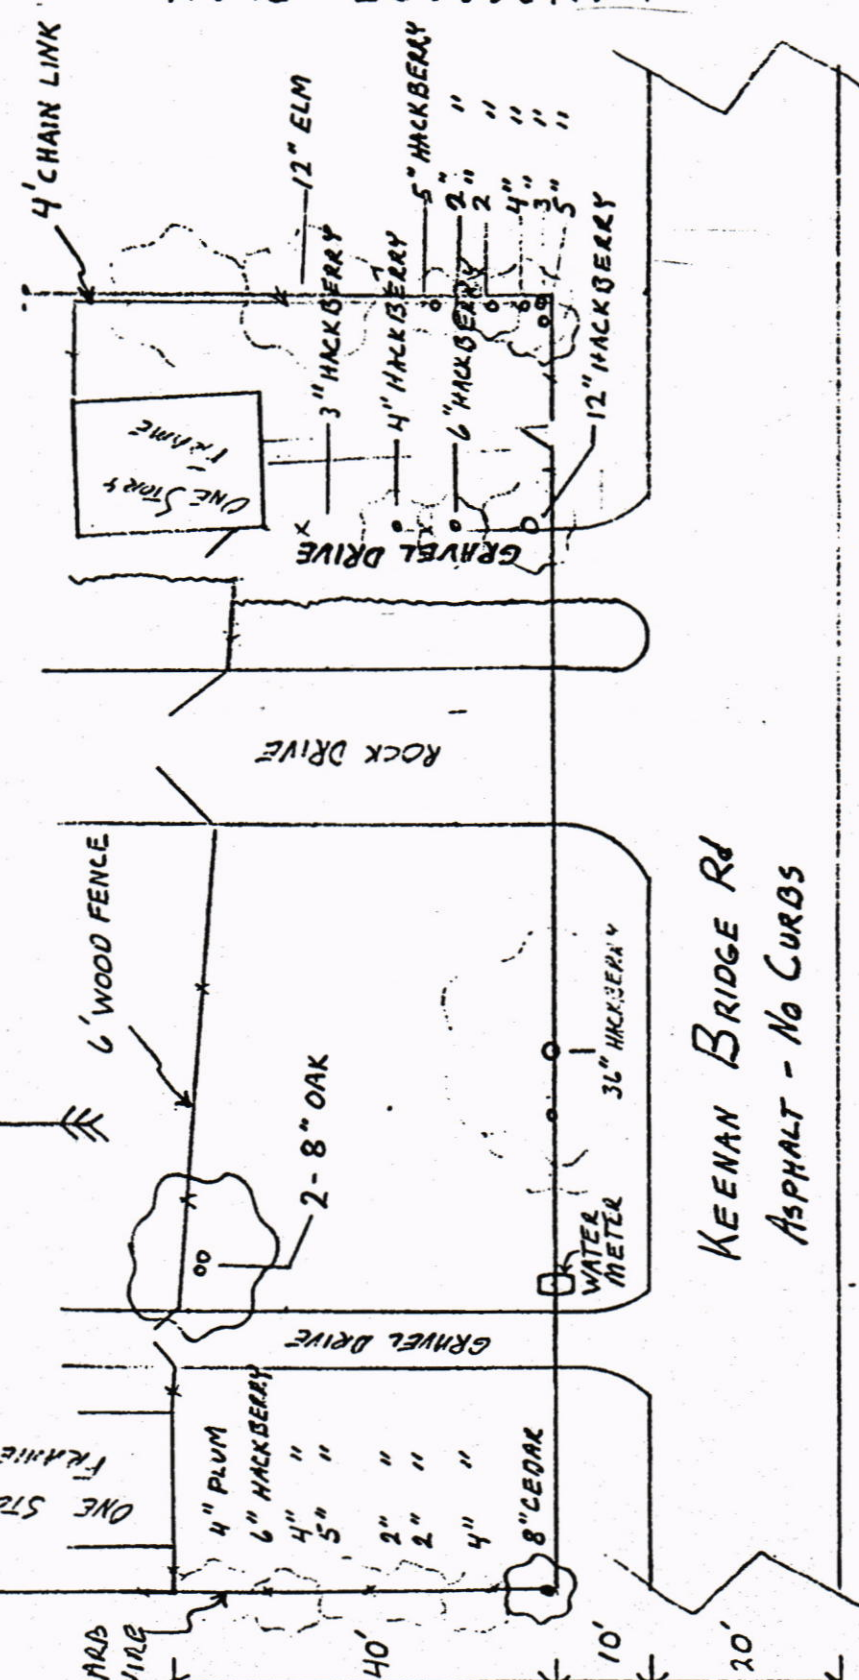 4' CHAIN LINK
12" ELM
3" HACKBERRY
4" HACKBERRY
5" HACKBERRY
6" HACKBERRY
2" "
2" "
4" "
3" "
5" "
12" HACKBERRY
ONE STORY
FRAME
GRAVEL DRIVE
ROCK DRIVE
6' WOOD FENCE
2-8" OAK
36" HACKBERRY
WATER
METER
KEENAN BRIDGE Rd
ASPHALT - NO CURBS
GRAVEL DRIVE
ONE STO
FRAME
4" PLUM
6" HACKBERRY
4" "
5" "
2" "
2" "
4" "
8" CEDAR
ARB
WIRE
40'
10'
20'